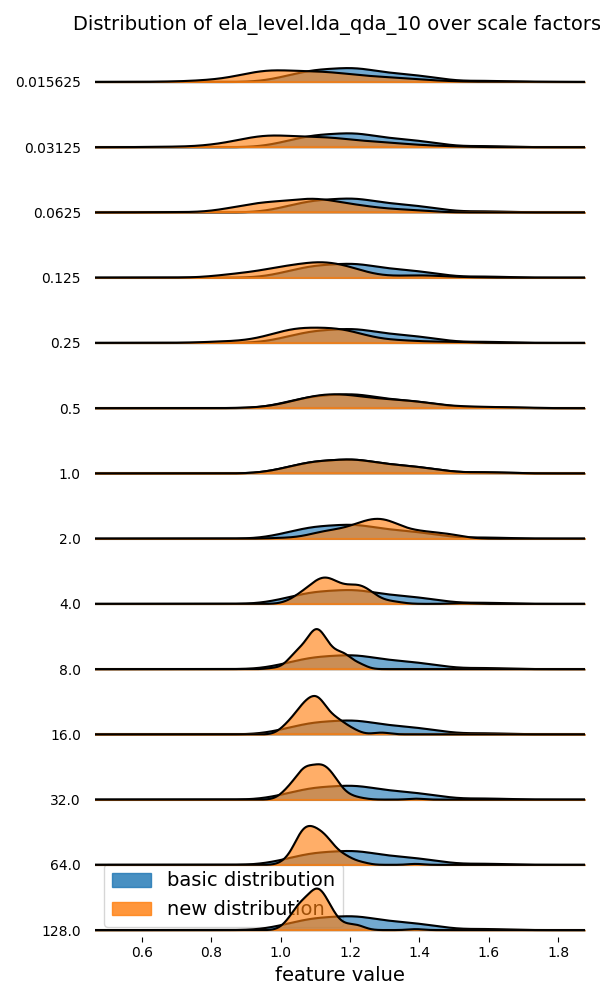 Distribution of ela_level.lda_qda_10 over scale factors
0.015625
0.03125
0.0625
0.125
0.25
0.5
1.0
2.0
4.0
8.0
16.0
32.0
64.0
basic distribution
new distribution
128.0
0.6 0.8 1.0 1.2 1.4 1.6 1.8
feature value